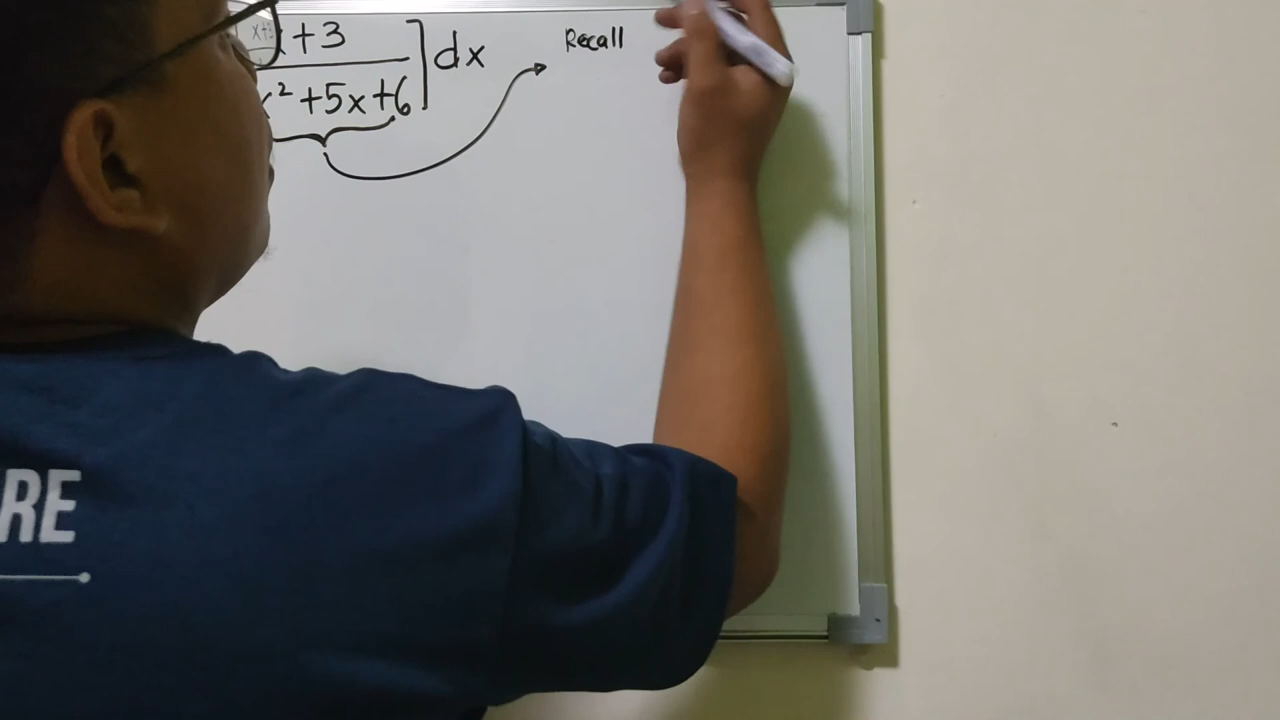 x+3 Recall
x² +5x+6 ] dx
RE